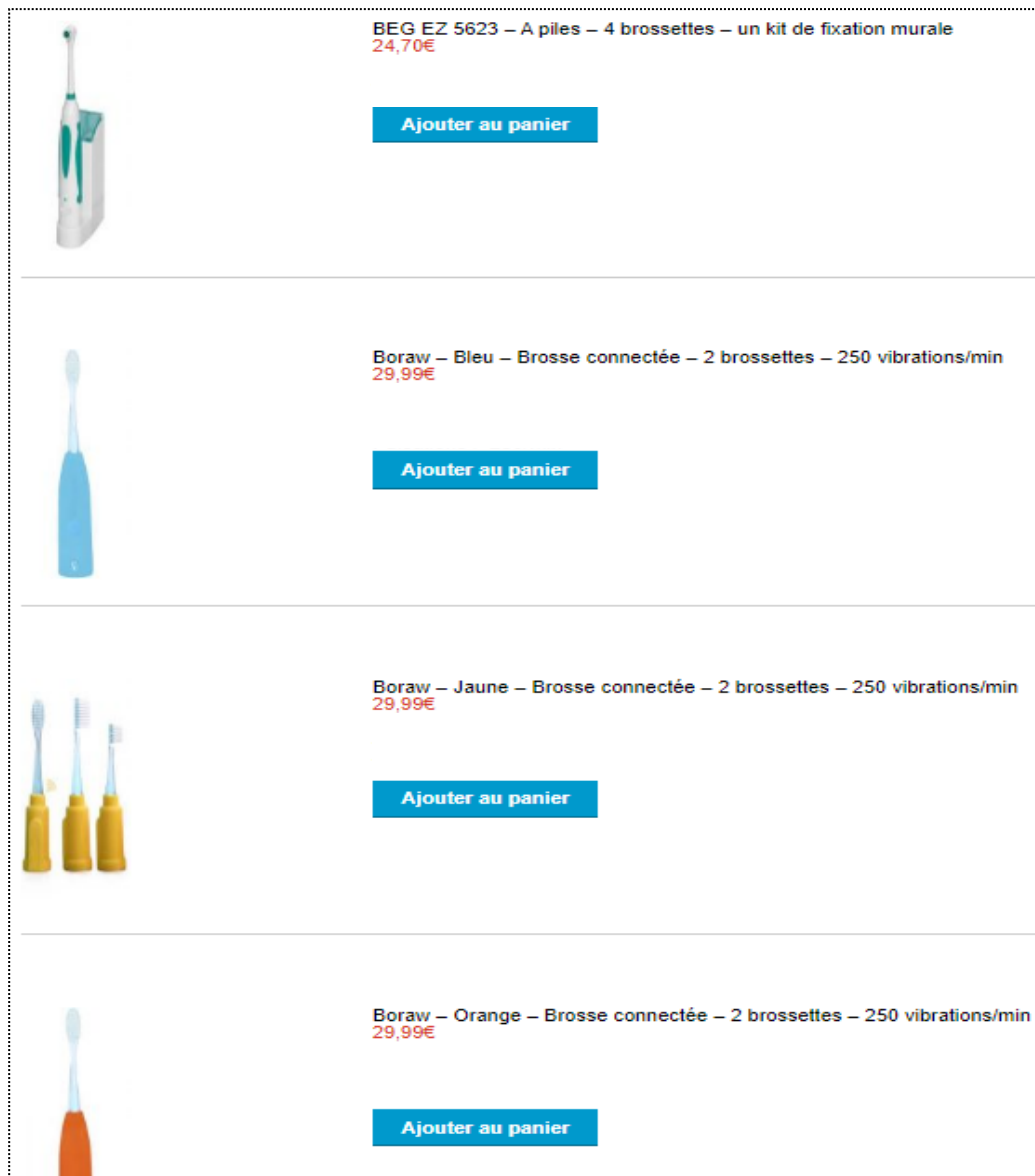 BEG EZ 5623 – A piles – 4 brossettes – un kit de fixation murale
24,70€
Ajouter au panier
Boraw – Bleu – Brosse connectée – 2 brossettes – 250 vibrations/min
29,99€
Ajouter au panier
Boraw – Jaune – Brosse connectée – 2 brossettes – 250 vibrations/min
29,99€
Ajouter au panier
Boraw – Orange – Brosse connectée – 2 brossettes – 250 vibrations/min
29,99€
Ajouter au panier